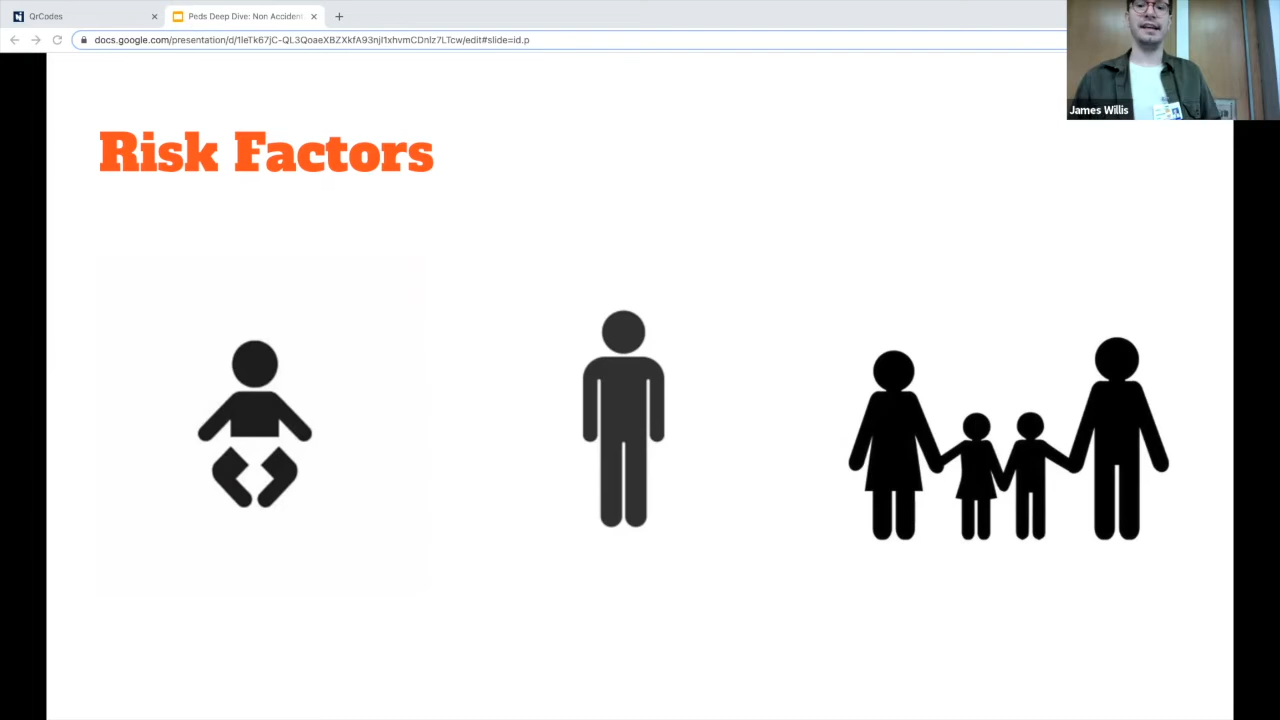 QrCodes
Peds Deep Dive: Non Accident
docs.google.com/presentation/d/1leTk67jC-QL3QoaeXBZXkfA93njI1xhvmCDnlz7LTcw/edit#slide=id.p
James Willis
Risk Factors